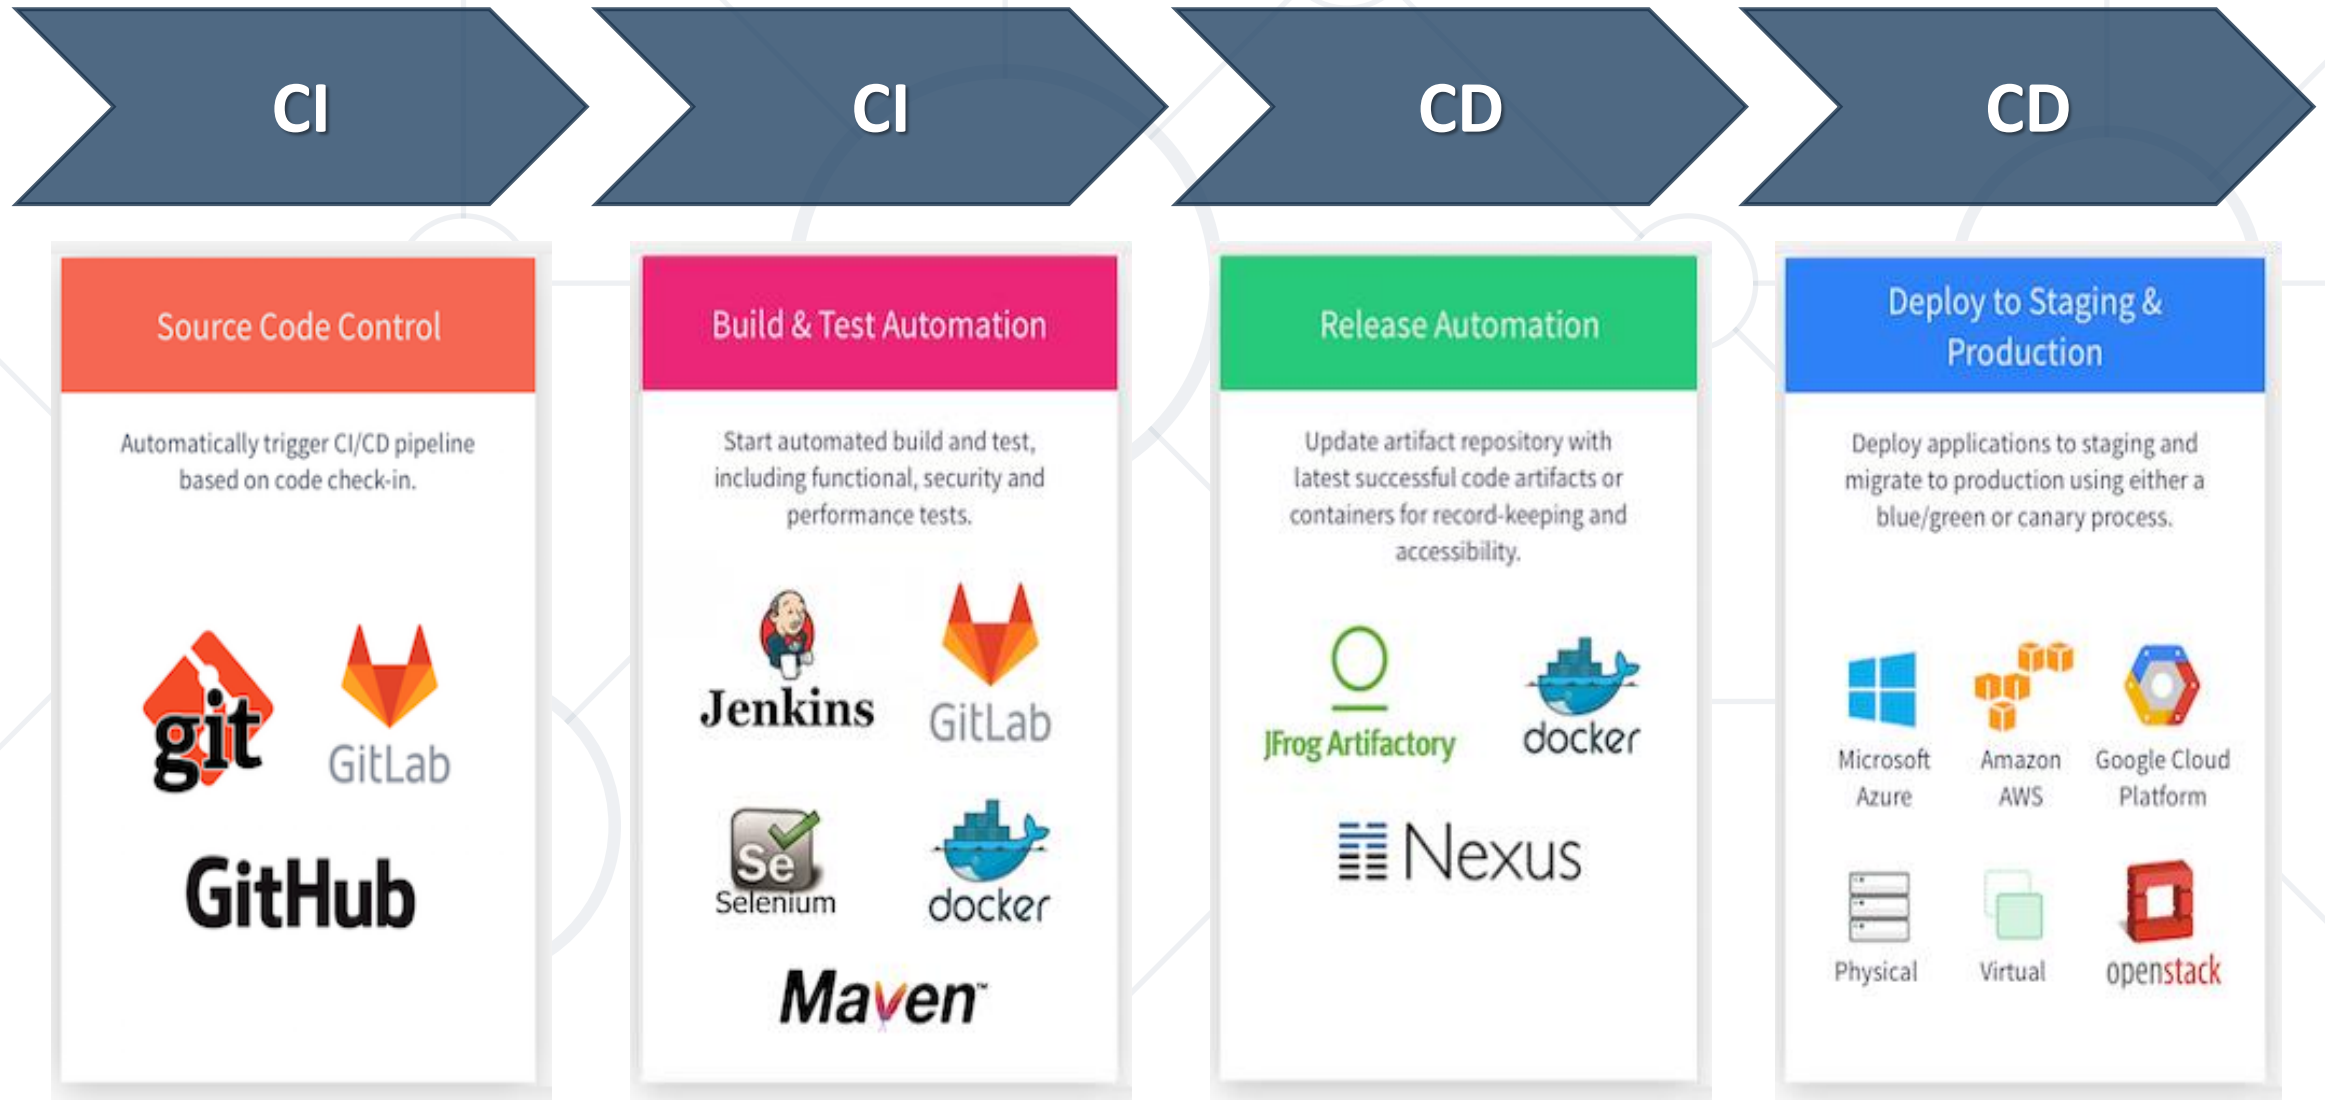 CI
CI
CD
CD
Source Code Control
Automatically trigger CI/CD pipeline
based on code check-in.
git
GitLab
GitHub
Build & Test Automation
Start automated build and test,
including functional, security and
performance tests.
Jenkins
GitLab
Se
Selenium
docker
Maven™
Release Automation
Update artifact repository with
latest successful code artifacts or
containers for record-keeping and
accessibility.
JFrog Artifactory
docker
Nexus
Deploy to Staging &
Production
Deploy applications to staging and
migrate to production using either a
blue/green or canary process.
Microsoft
Azure
Amazon
AWS
Google Cloud
Platform
Physical
Virtual
openstack